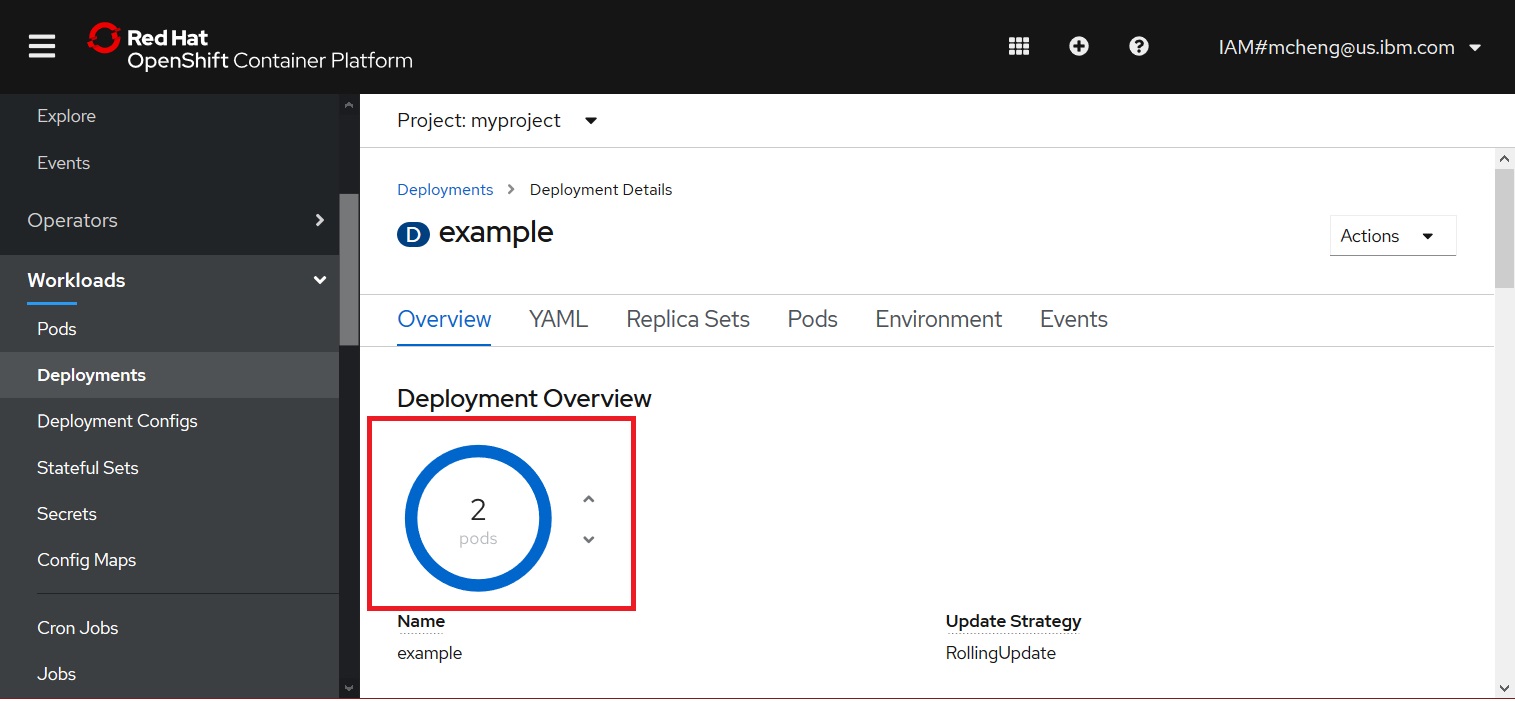 Red Hat
OpenShift Container Platform
IAM#mcheng@us.ibm.com
Explore
Events
Operators
Workloads
Pods
Deployments
Deployment Configs
Stateful Sets
Secrets
Config Maps
Cron Jobs
Jobs
Project: myproject
Deployments > Deployment Details
D example
Actions
Overview YAML Replica Sets Pods Environment Events
Deployment Overview
2
pods
Name
example
Update Strategy
RollingUpdate